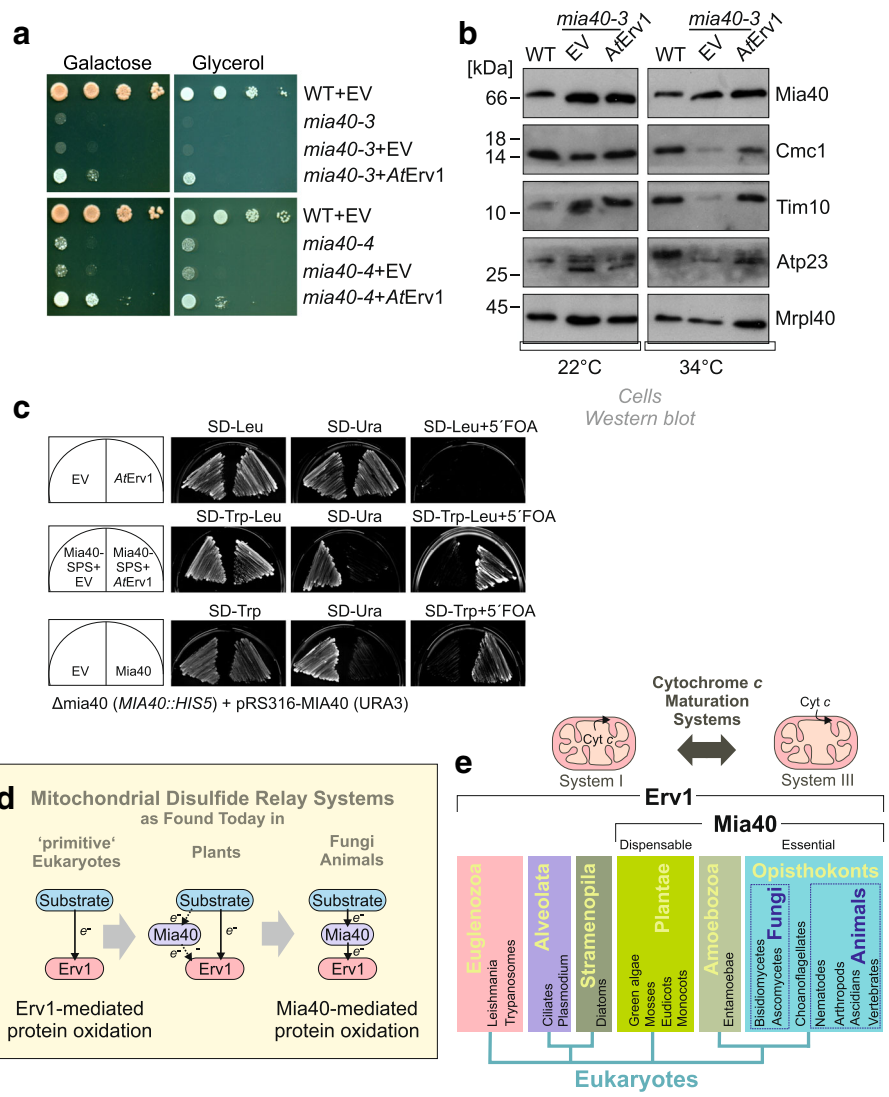 a
Galactose Glycerol
WT+EV
mia40-3
mia40-3+EV
mia40-3+AtErv1
WT+EV
mia40-4
mia40-4+EV
mia40-4+AtErv1
b
mia40-3 mia40-3
WT EV AtErv1 WT EV AtErv1
[kDa]
66 Mia40
18
14 Cmc1
10 Tim10
25 Atp23
45 Mrpl40
22°C 34°C
Cells
Western blot
c
SD-Leu SD-Ura SD-Leu+5´FOA
EV AtErv1
SD-Trp-Leu SD-Ura SD-Trp-Leu+5´FOA
Mia40-SPS+EV Mia40-SPS+AtErv1
SD-Trp SD-Ura SD-Trp+5´FOA
EV Mia40
Δmia40 (MIA40::HIS5) + pRS316-MIA40 (URA3)
d
Mitochondrial Disulfide Relay Systems
as Found Today in
‘primitive‘
Eukaryotes
Plants
Fungi
Animals
Substrate Substrate Substrate
e- e- e- e-
Mia40 Mia40
e- - e-
Erv1 Erv1 Erv1
Erv1-mediated
protein oxidation
Mia40-mediated
protein oxidation
e
Cytochrome c
Maturation
Systems
Cyt c
Cyt c
System I System III
Erv1
Mia40
Dispensable Essential
Euglenozoa
Leishmania
Trypanosomes
Alveolata
Ciliates
Plasmodium
Stramenopila
Diatoms
Plantae
Green algae
Mosses
Eudicots
Monocots
Amoebozoa
Entamoebae
Opisthokonts
Fungi
Bisidiomycetes
Ascomycetes
Choanoflagellates
Animals
Nematodes
Arthropods
Ascidians
Vertebrates
Eukaryotes